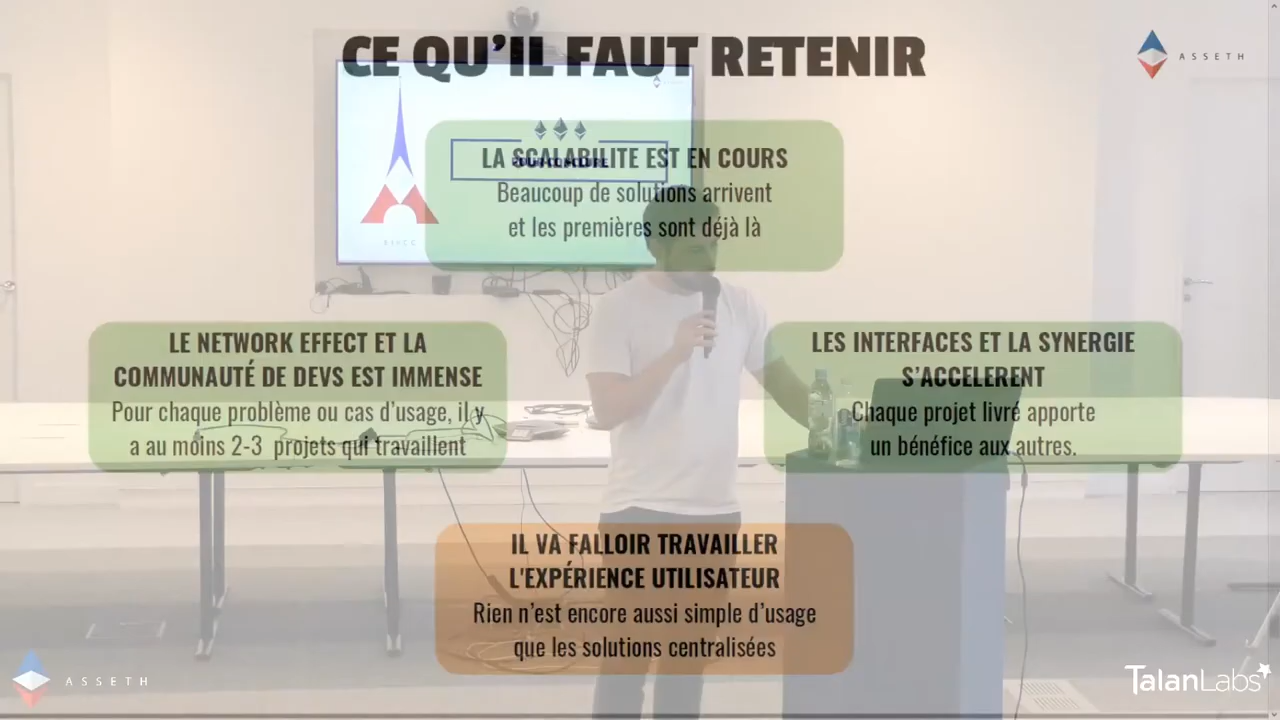 CE QU'IL FAUT RETENIR
ASSETH
LA SCALABILITE EST EN COURS
Beaucoup de solutions arrivent
et les premières sont déjà là
LE NETWORK EFFECT ET LA
COMMUNAUTÉ DE DEVS EST IMMENSE
Pour chaque problème ou cas d'usage, il y
a au moins 2-3 projets qui travaillent
LES INTERFACES ET LA SYNERGIE
S'ACCELERENT
Chaque projet livré apporte
un bénéfice aux autres.
IL VA FALLOIR TRAVAILLER
L'EXPÉRIENCE UTILISATEUR
Rien n'est encore aussi simple d'usage
que les solutions centralisées
ASSETH
TalanLabs